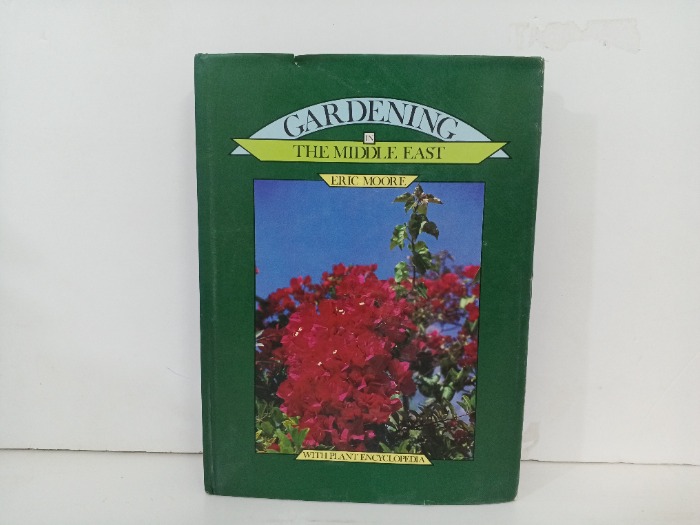 GARDENING
IN
THE MIDDLE EAST
ERIC MOORE
WITH PLANT ENCYCLOPEDIA